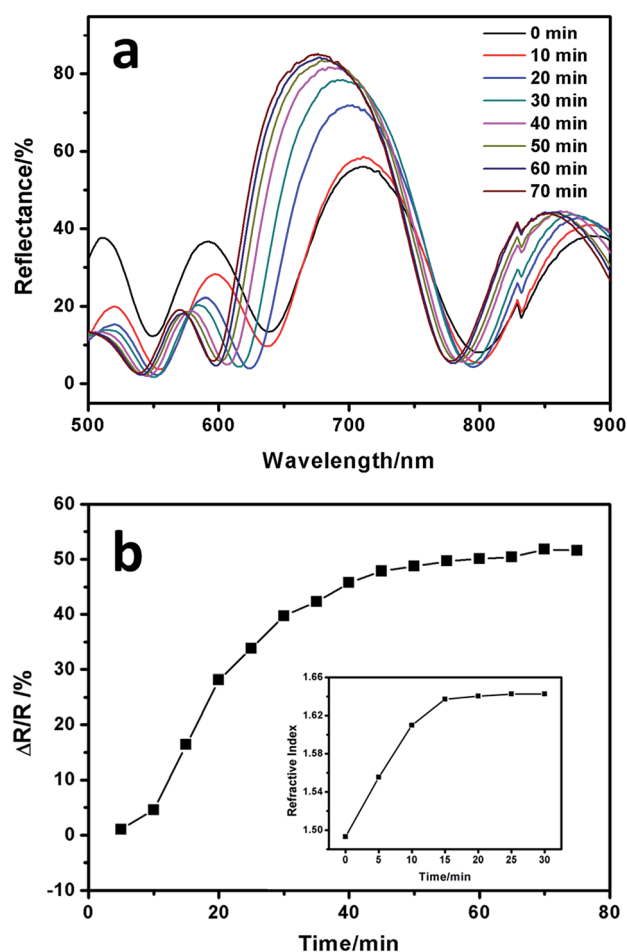 a
0 min
10 min
20 min
30 min
40 min
50 min
60 min
70 min
Reflectance/%
80
60
40
20
0
500 600 700 800 900
Wavelength/nm
b
ΔR/R /%
60
50
40
30
20
10
0
-10
0 20 40 60 80
Time/min
Refractive Index
1.66
1.62
1.58
1.54
1.50
0 5 10 15 20 25 30
Time/min